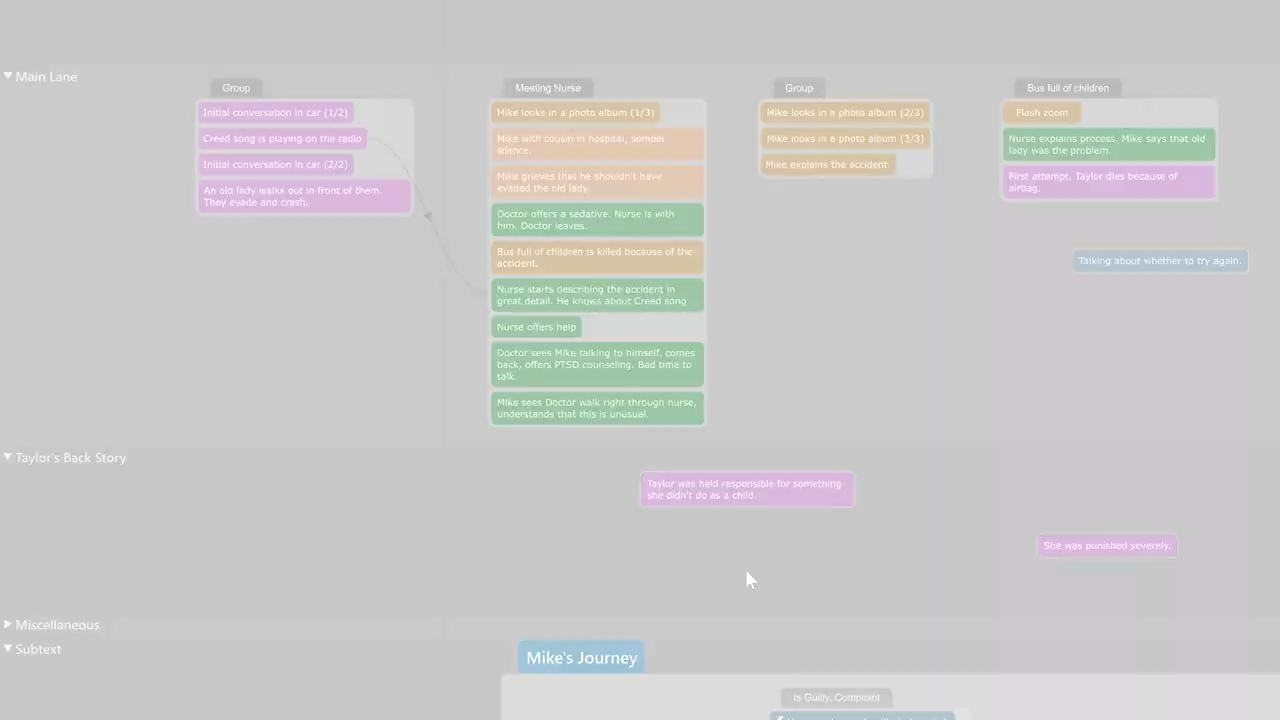 Main Lane
Group
Initial conversation in car (1/2)
Creed song is playing on the radio
Initial conversation in car (2/2)
An old lady walks out in front of them.
They evade and crash.
Meeting Nurse
Mike looks in a photo album (1/3)
Mike with cousin in hospital, somber
silence.
Mike grieves that he shouldn't have
evaded the old lady.
Doctor offers a sedative. Nurse is with
him. Doctor leaves.
Bus full of children is killed because of the
accident.
Nurse starts describing the accident in
great detail. He knows about Creed song
Nurse offers help
Doctor sees Mike talking to himself, comes
back, offers PTSD counseling. Bad time to
talk.
Mike sees Doctor walk right through nurse,
understands that this is unusual.
Group
Mike looks in a photo album (2/3)
Mike looks in a photo album (3/3)
Mike explains the accident
Bus full of children
Flash zoom
Nurse explains process. Mike says that old
lady was the problem.
First attempt. Taylor dies because of
airbag.
Talking about whether to try again.
Taylor's Back Story
Taylor was held responsible for something
she didn't do as a child.
She was punished severely.
Miscellaneous
Subtext
Mike's Journey
Is Guilty, Complaint